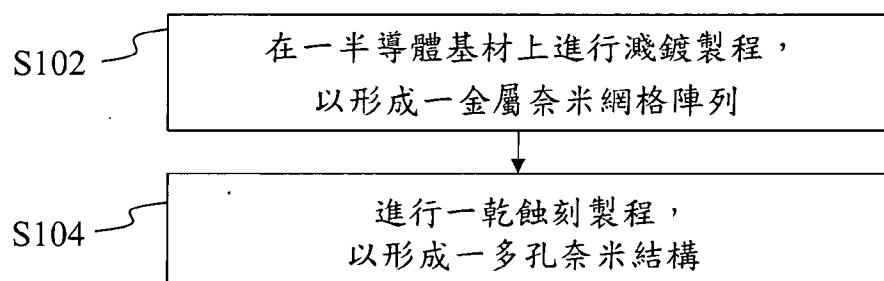 S102
在一半導體基材上進行濺鍍製程，
以形成一金屬奈米網格陣列
S104
進行一乾蝕刻製程，
以形成一多孔奈米結構